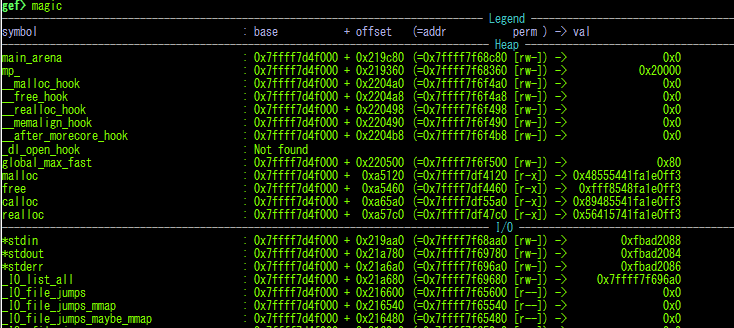 gef> magic
Legend
symbol : base + offset (=addr perm ) -> val
Heap
main_arena : 0x7ffff7d4f000 + 0x219c80 (=0x7ffff7f68c80 [rw-]) -> 0x0
mp_ : 0x7ffff7d4f000 + 0x219360 (=0x7ffff7f68360 [rw-]) -> 0x20000
__malloc_hook : 0x7ffff7d4f000 + 0x2204a0 (=0x7ffff7f6f4a0 [rw-]) -> 0x0
__free_hook : 0x7ffff7d4f000 + 0x2204a8 (=0x7ffff7f6f4a8 [rw-]) -> 0x0
__realloc_hook : 0x7ffff7d4f000 + 0x220498 (=0x7ffff7f6f498 [rw-]) -> 0x0
__memalign_hook : 0x7ffff7d4f000 + 0x220490 (=0x7ffff7f6f490 [rw-]) -> 0x0
__after_morecore_hook : 0x7ffff7d4f000 + 0x2204b8 (=0x7ffff7f6f4b8 [rw-]) -> 0x0
_dl_open_hook : Not found
global_max_fast : 0x7ffff7d4f000 + 0x220500 (=0x7ffff7f6f500 [rw-]) -> 0x80
malloc : 0x7ffff7d4f000 + 0xa5120 (=0x7ffff7df4120 [r-x]) -> 0x48555441fa1e0ff3
free : 0x7ffff7d4f000 + 0xa5460 (=0x7ffff7df4460 [r-x]) -> 0xfff8548fa1e0ff3
calloc : 0x7ffff7d4f000 + 0xa65a0 (=0x7ffff7df55a0 [r-x]) -> 0x89485541fa1e0ff3
realloc : 0x7ffff7d4f000 + 0xa57c0 (=0x7ffff7df47c0 [r-x]) -> 0x56415741fa1e0ff3
I/O
*stdin : 0x7ffff7d4f000 + 0x219aa0 (=0x7ffff7f68aa0 [rw-]) -> 0xfbad2088
*stdout : 0x7ffff7d4f000 + 0x21a780 (=0x7ffff7f69780 [rw-]) -> 0xfbad2084
*stderr : 0x7ffff7d4f000 + 0x21a6a0 (=0x7ffff7f696a0 [rw-]) -> 0xfbad2086
_IO_list_all : 0x7ffff7d4f000 + 0x21a680 (=0x7ffff7f69680 [rw-]) -> 0x7ffff7f696a0
_IO_file_jumps : 0x7ffff7d4f000 + 0x216600 (=0x7ffff7f65600 [r--]) -> 0x0
_IO_file_jumps_mmap : 0x7ffff7d4f000 + 0x216540 (=0x7ffff7f65540 [r--]) -> 0x0
_IO_file_jumps_maybe_mmap : 0x7ffff7d4f000 + 0x216480 (=0x7ffff7f65480 [r--]) -> 0x0